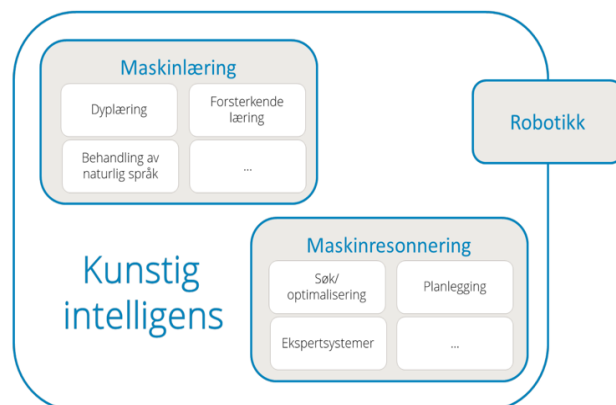 Maskinlæring
Dyplæring
Forsterkende
læring
Behandling av
naturlig språk
...
Robotikk
Maskinresonnering
Søk/
optimalisering
Planlegging
Ekspertsystemer
...
Kunstig
intelligens